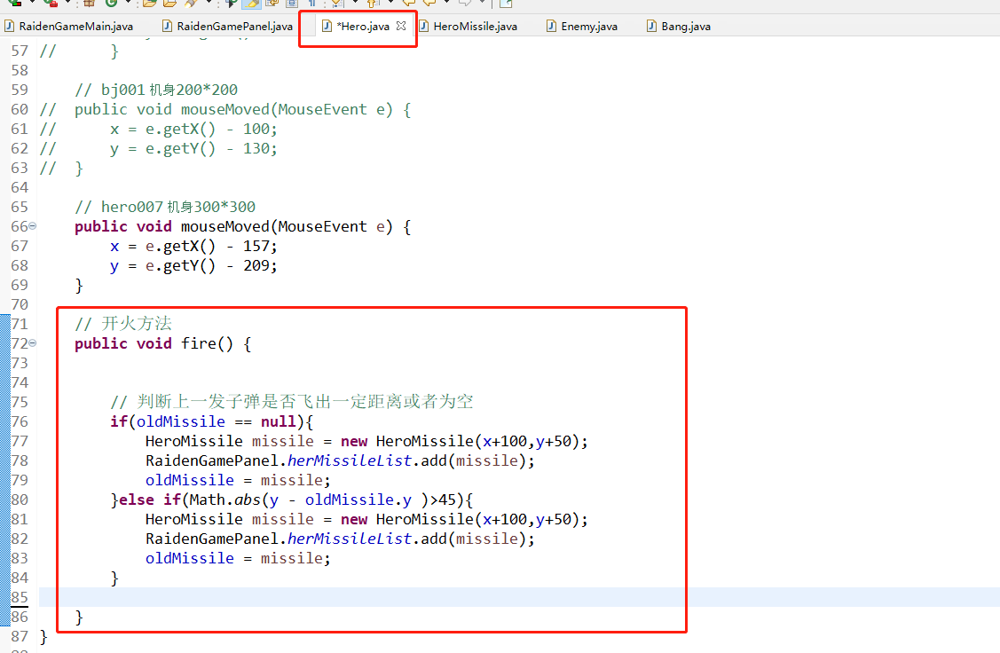 RaidenGameMain.java RaidenGamePanel.java *Hero.java HeroMissile.java Enemy.java Bang.java
57 // }
58
59 // bj001 机身200*200
60 // public void mouseMoved(MouseEvent e) {
61 // x = e.getX() - 100;
62 // y = e.getY() - 130;
63 // }
64
65 // hero007 机身300*300
66 public void mouseMoved(MouseEvent e) {
67 x = e.getX() - 157;
68 y = e.getY() - 209;
69 }
70
71 // 开火方法
72 public void fire() {
73
74
75 // 判断上一发子弹是否飞出一定距离或者为空
76 if(oldMissile == null){
77 HeroMissile missile = new HeroMissile(x+100,y+50);
78 RaidenGamePanel.herMissileList.add(missile);
79 oldMissile = missile;
80 }else if(Math.abs(y - oldMissile.y )>45){
81 HeroMissile missile = new HeroMissile(x+100,y+50);
82 RaidenGamePanel.herMissileList.add(missile);
83 oldMissile = missile;
84 }
85
86 }
87 }